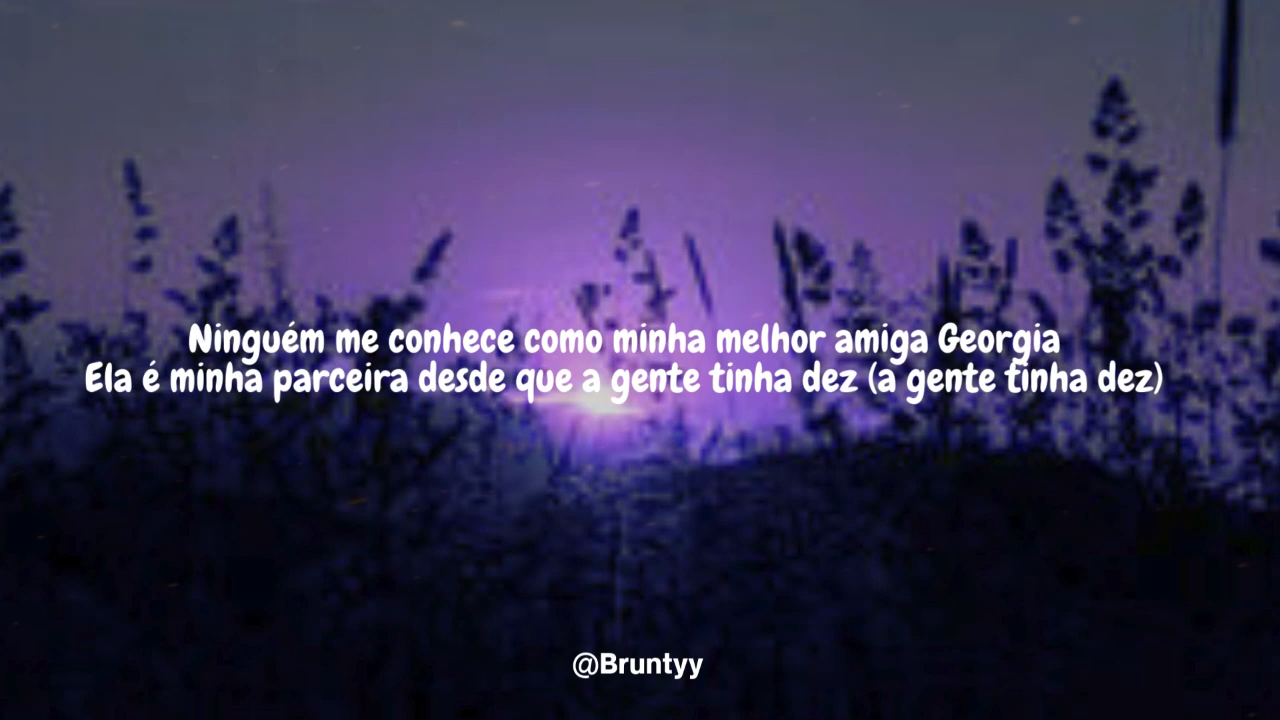 Ninguém me conhece como minha melhor amiga Georgia
Ela é minha parceira desde que a gente tinha dez (a gente tinha dez)
@Bruntyy